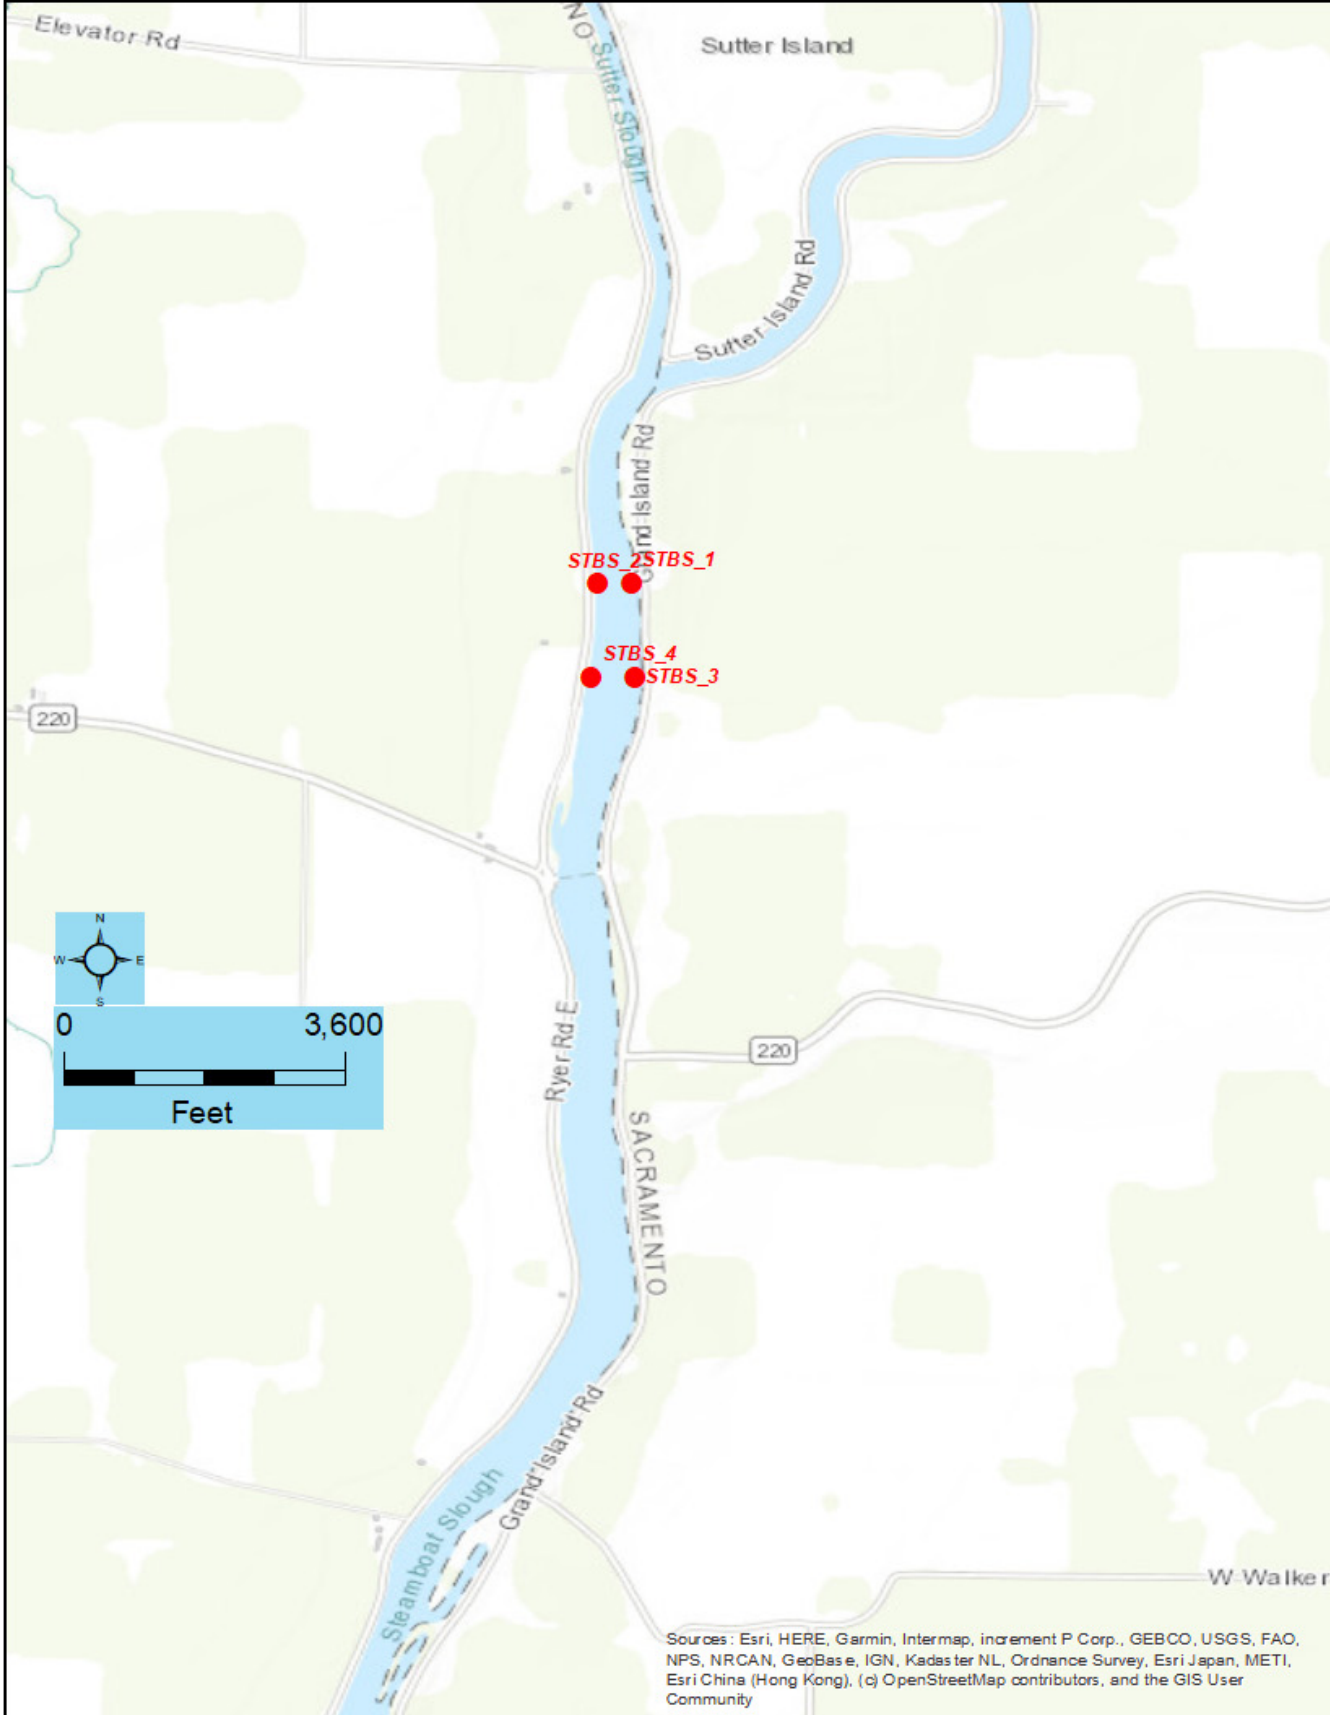 Elevator Rd
NO
Sutter Slough
Sutter Island
Sutter Island Rd
Grand Island Rd
STBS_2
STBS_1
STBS_4
STBS_3
220
N
W
E
S
0
3,600
Feet
Ryer Rd E
220
SACRAMENTO
Grand Island Rd
Steamboat Slough
W Walker
Sources: Esri, HERE, Garmin, Intermap, increment P Corp., GEBCO, USGS, FAO,
NPS, NRCAN, GeoBase, IGN, Kadaster NL, Ordnance Survey, Esri Japan, METI,
Esri China (Hong Kong), (c) OpenStreetMap contributors, and the GIS User
Community